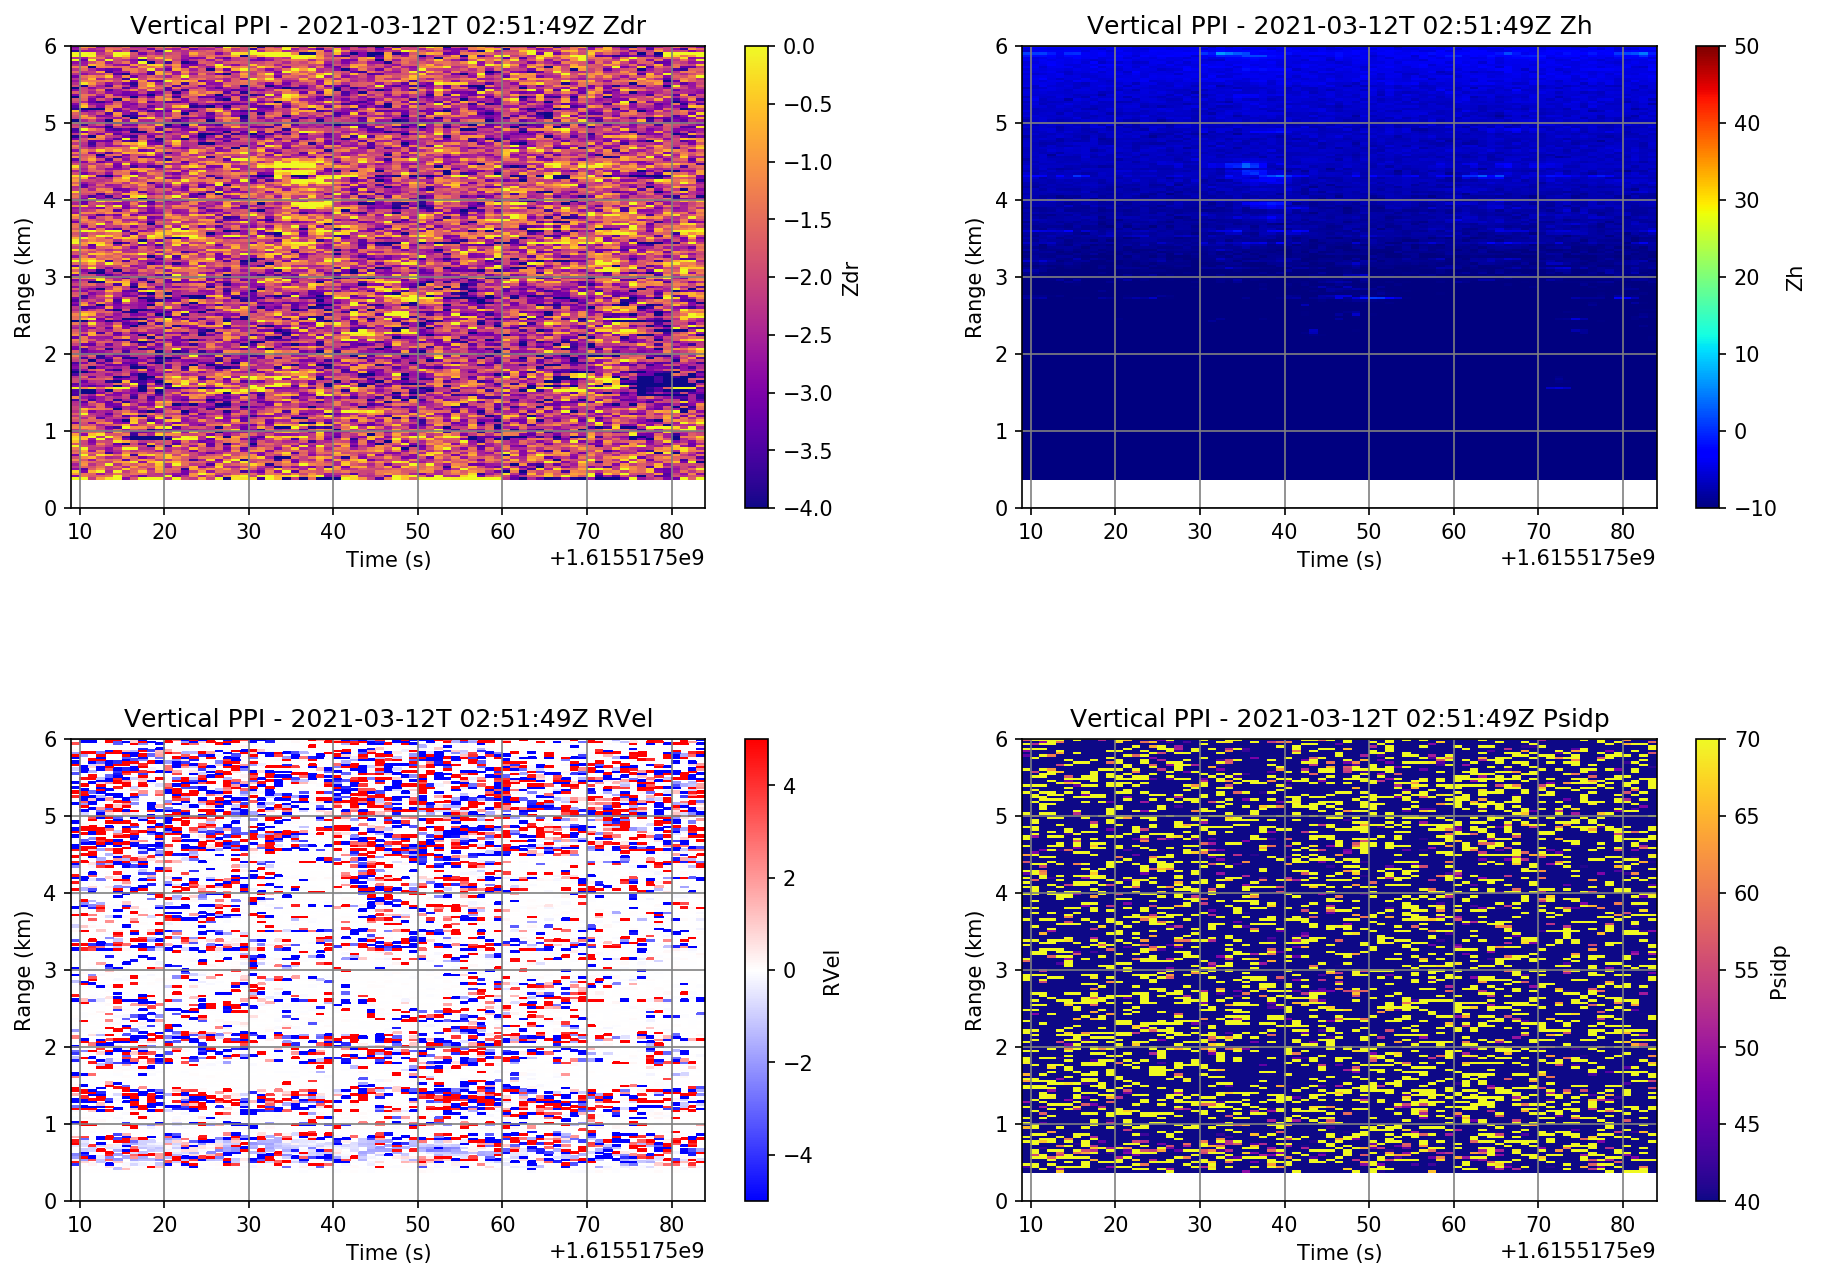 Vertical PPI - 2021-03-12T 02:51:49Z Zdr
6
5
4
3
2
1
0
Range (km)
10 20 30 40 50 60 70 80
Time (s)
+1.6155175e9
0.0
−0.5
−1.0
−1.5
−2.0
−2.5
−3.0
−3.5
−4.0
Zdr
Vertical PPI - 2021-03-12T 02:51:49Z Zh
6
5
4
3
2
1
0
Range (km)
10 20 30 40 50 60 70 80
Time (s)
+1.6155175e9
50
40
30
20
10
0
−10
Zh
Vertical PPI - 2021-03-12T 02:51:49Z RVel
6
5
4
3
2
1
0
Range (km)
10 20 30 40 50 60 70 80
Time (s)
+1.6155175e9
4
2
0
−2
−4
RVel
Vertical PPI - 2021-03-12T 02:51:49Z Psidp
6
5
4
3
2
1
0
Range (km)
10 20 30 40 50 60 70 80
Time (s)
+1.6155175e9
70
65
60
55
50
45
40
Psidp